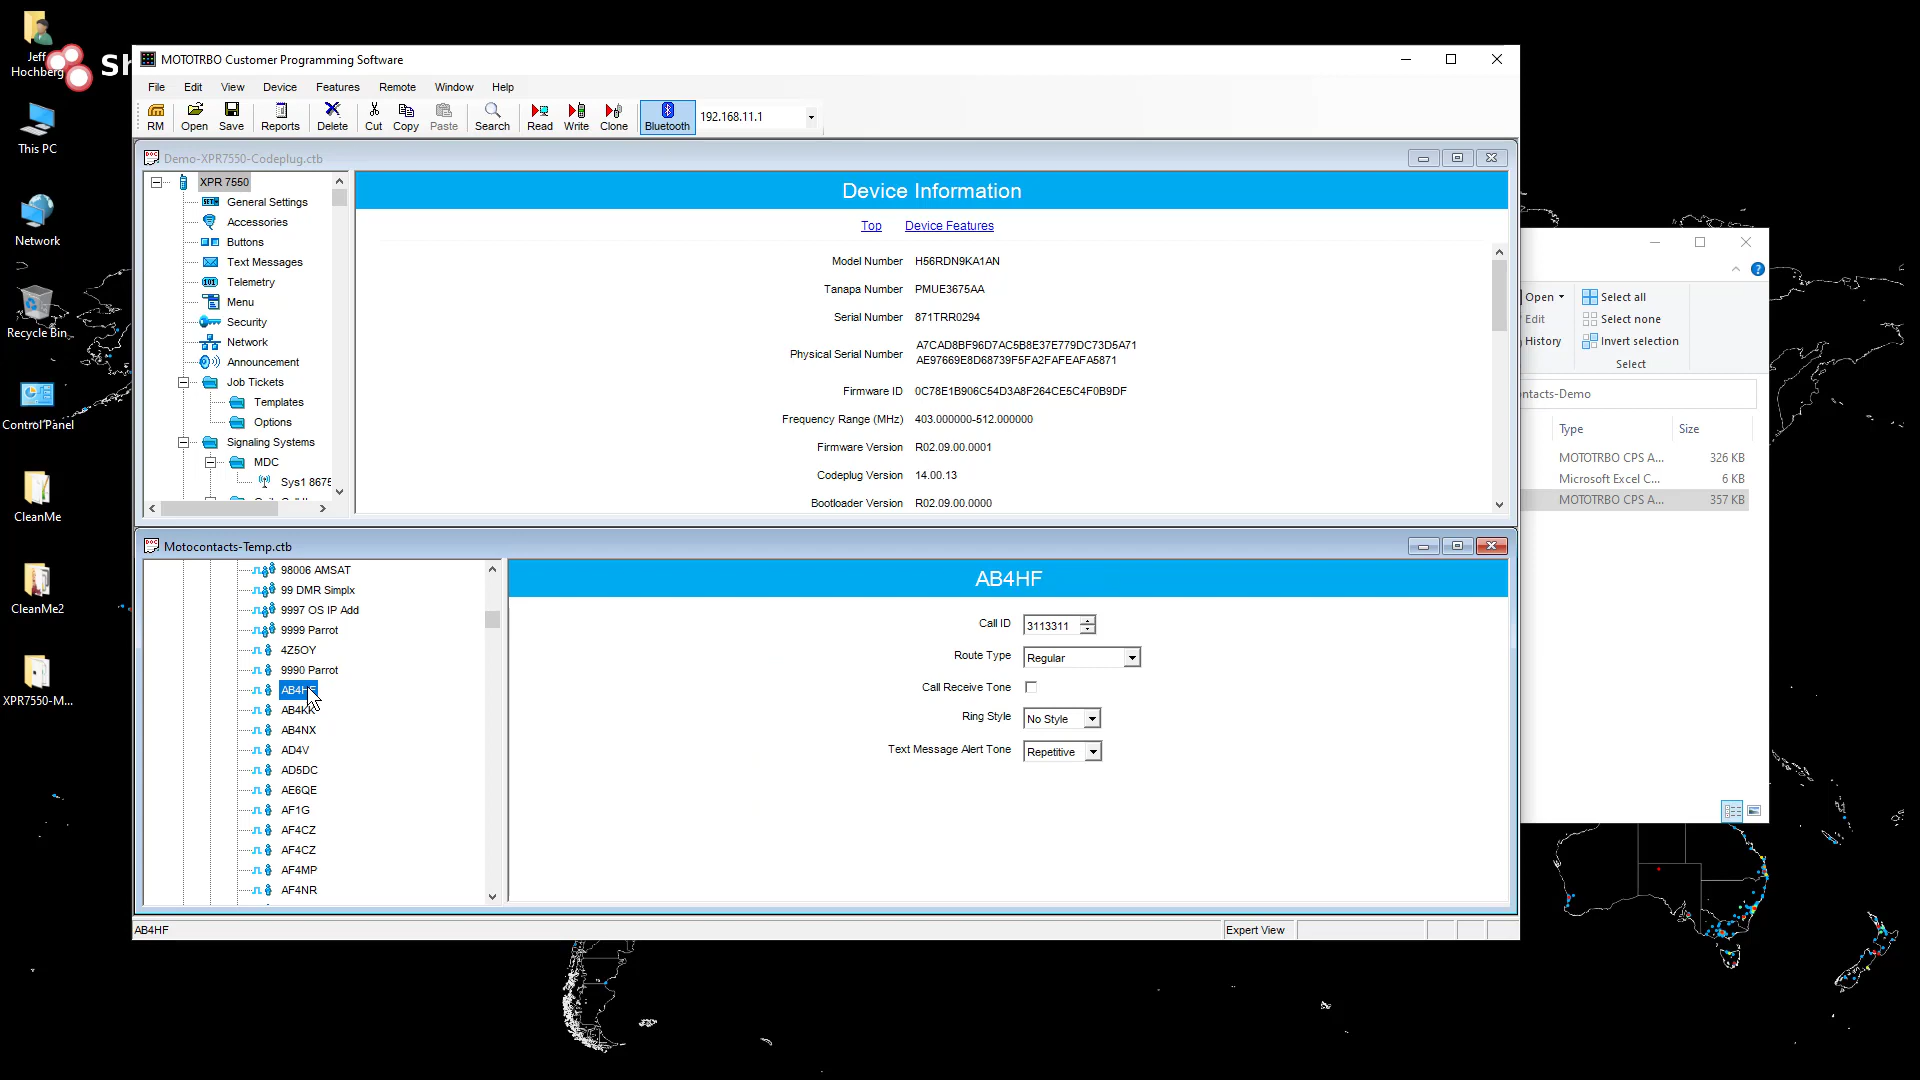 Jeff
Hochberg
Sh
This PC
Network
Recycle Bin
Control Panel
CleanMe
CleanMe2
XPR7550-M...
MOTOTRBO Customer Programming Software
File Edit View Device Features Remote Window Help
RM Open Save Reports Delete Cut Copy Paste Search Read Write Clone Bluetooth 192.168.11.1
Demo-XPR7550-Codeplug.ctb
XPR 7550
General Settings
Accessories
Buttons
Text Messages
Telemetry
Menu
Security
Network
Announcement
Job Tickets
Templates
Options
Signaling Systems
MDC
Sys1 8675
Device Information
Top Device Features
Model Number H56RDN9KA1AN
Tanapa Number PMUE3675AA
Serial Number 871TRR0294
Physical Serial Number A7CAD8BF96D7AC5B8E37E779DC73D5A71
AE97669E8D68739F5FA2FAFEAFA5871
Firmware ID 0C78E1B906C54D3A8F264CE5C4F0B9DF
Frequency Range (MHz) 403.000000-512.000000
Firmware Version R02.09.00.0001
Codeplug Version 14.00.13
Bootloader Version R02.09.00.0000
Motocontacts-Temp.ctb
98006 AMSAT
99 DMR Simplx
9997 OS IP Add
9999 Parrot
4Z5OY
9990 Parrot
AB4HF
AB4KK
AB4NX
AD4V
AD5DC
AE6QE
AF1G
AF4CZ
AF4CZ
AF4MP
AF4NR
AB4HF
Call ID 3113311
Route Type Regular
Call Receive Tone
Ring Style No Style
Text Message Alert Tone Repetitive
AB4HF
Expert View
Open Select all
Edit Select none
History Invert selection
Select
ntacts-Demo
Type Size
MOTOTRBO CPS A... 326 KB
Microsoft Excel C... 6 KB
MOTOTRBO CPS A... 357 KB